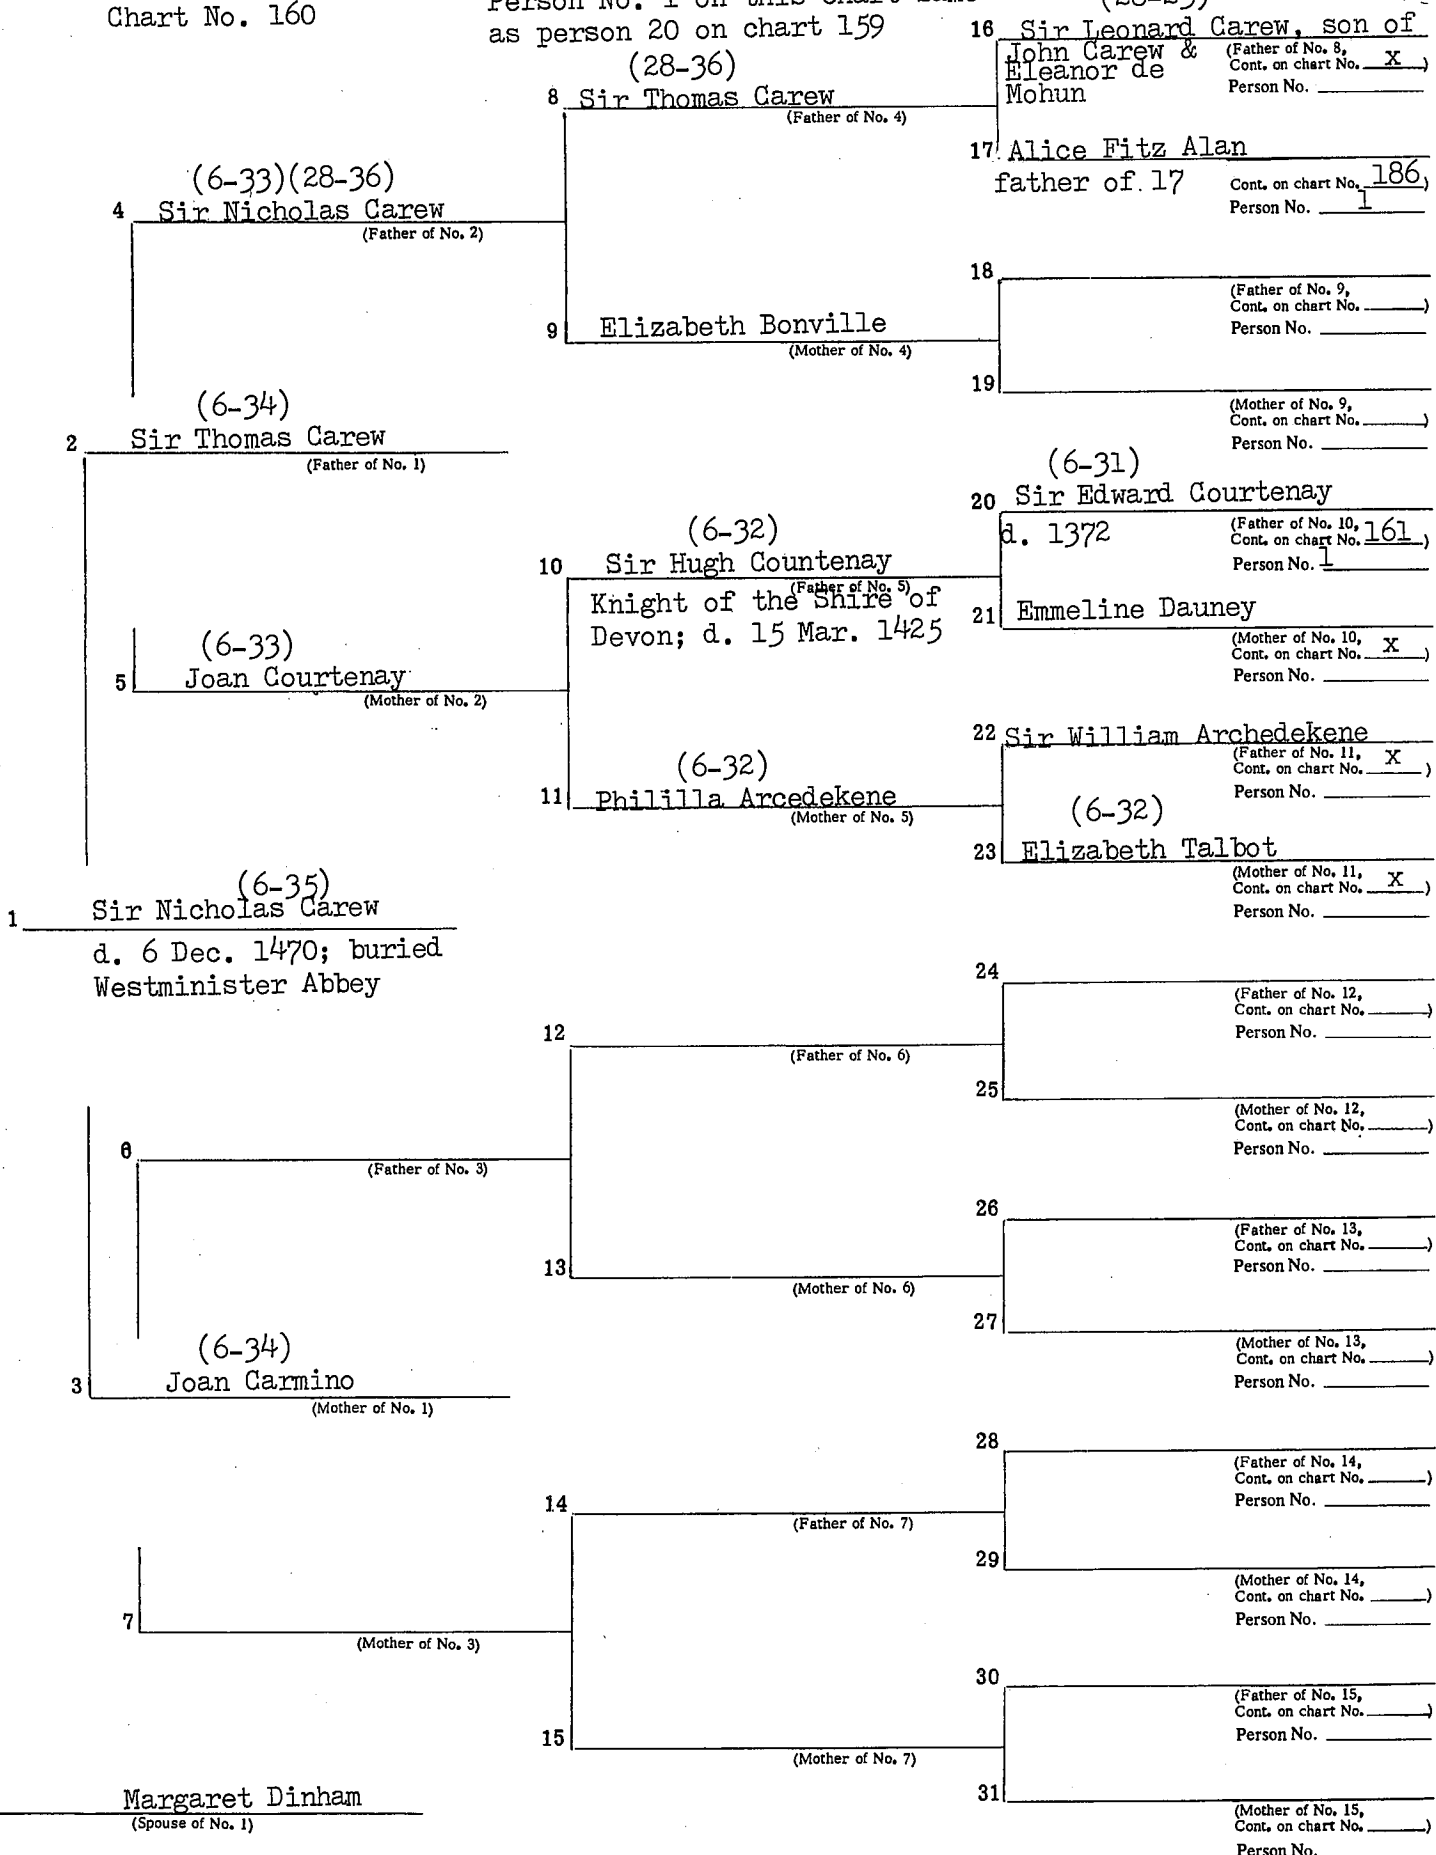 Chart No. 160
Person No. 1 on this chart same
as person 20 on chart 159
16 Sir Leonard Carew, son of
John Carew &
Eleanor de
Mohun
(Father of No. 8,
Cont. on chart No. x )
Person No.
(28-36)
8 Sir Thomas Carew
(Father of No. 4)
17 Alice Fitz Alan
father of 17
Cont. on chart No. 186)
Person No. 1
(6-33)(28-36)
4 Sir Nicholas Carew
(Father of No. 2)
18
(Father of No. 9,
Cont. on chart No. )
Person No.
9 Elizabeth Bonville
(Mother of No. 4)
19
(Mother of No. 9,
Cont. on chart No. )
Person No.
(6-34)
2 Sir Thomas Carew
(Father of No. 1)
(6-31)
20 Sir Edward Courtenay
d. 1372
(Father of No. 10,
Cont. on chart No. 161 )
Person No. 1
(6-32)
10 Sir Hugh Countenay
(Father of No. 5)
Knight of the Shire of
Devon; d. 15 Mar. 1425
21 Emmeline Dauney
(Mother of No. 10,
Cont. on chart No. x )
Person No.
(6-33)
5 Joan Courtenay
(Mother of No. 2)
22 Sir William Archedekene
(Father of No. 11,
Cont. on chart No. x )
Person No.
(6-32)
11 Phililla Arcedekene
(Mother of No. 5)
(6-32)
23 Elizabeth Talbot
(Mother of No. 11,
Cont. on chart No. x )
Person No.
(6-35)
1 Sir Nicholas Carew
d. 6 Dec. 1470; buried
Westminister Abbey
24
(Father of No. 12,
Cont. on chart No. )
Person No.
12
(Father of No. 6)
25
(Mother of No. 12,
Cont. on chart No. )
Person No.
6
(Father of No. 3)
26
(Father of No. 13,
Cont. on chart No. )
Person No.
13
(Mother of No. 6)
27
(Mother of No. 13,
Cont. on chart No. )
Person No.
(6-34)
3 Joan Carmino
(Mother of No. 1)
28
(Father of No. 14,
Cont. on chart No. )
Person No.
14
(Father of No. 7)
29
(Mother of No. 14,
Cont. on chart No. )
Person No.
7
(Mother of No. 3)
30
(Father of No. 15,
Cont. on chart No. )
Person No.
15
(Mother of No. 7)
31
(Mother of No. 15,
Cont. on chart No. )
Person No.
Margaret Dinham
(Spouse of No. 1)